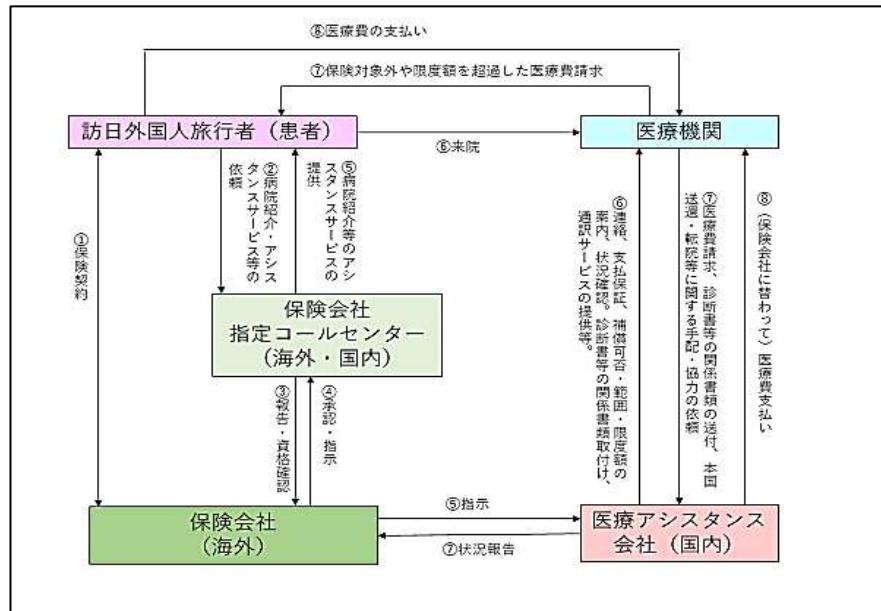 ⑧医療費の支払い
⑦保険対象外や限度額を超過した医療費請求
訪日外国人旅行者（患者）
医療機関
⑥来院
①保険契約
②病院紹介・アシス
タンスサービス等の
依頼
⑤病院紹介等のアシ
スタンスサービスの
提供
⑥連絡、支払保証、補償可否・範囲・限度額の
案内、状況確認。診断書等の関係書類取付け、
通訳サービスの提供等。
⑦医療費請求、診断書等の関係書類の送付、本国
送還・転院等に関する手配・協力の依頼
⑧（保険会社に替わって）医療費支払い
保険会社
指定コールセンター
（海外・国内）
③報告・資格確認
④承認・指示
保険会社
（海外）
⑤指示
⑦状況報告
医療アシスタンス
会社（国内）